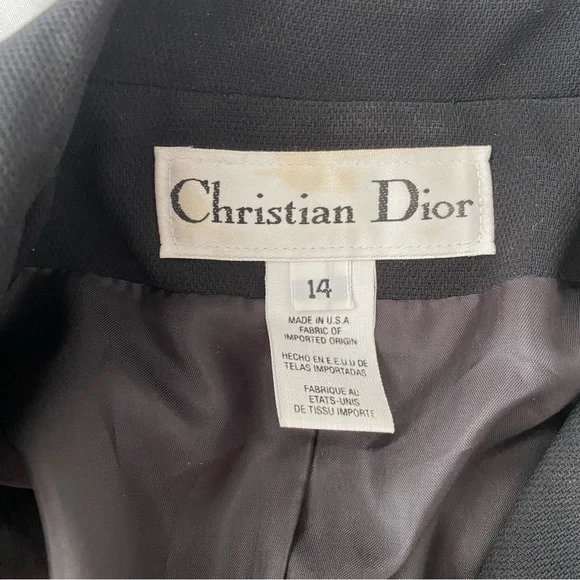 Christian Dior
14
MADE IN U.S.A
FABRIC OF
IMPORTED ORIGIN
HECHO EN E.E.U.U DE
TELAS IMPORTADAS
FABRIQUE AU
ETATS-UNIS
DE TISSU IMPORTE